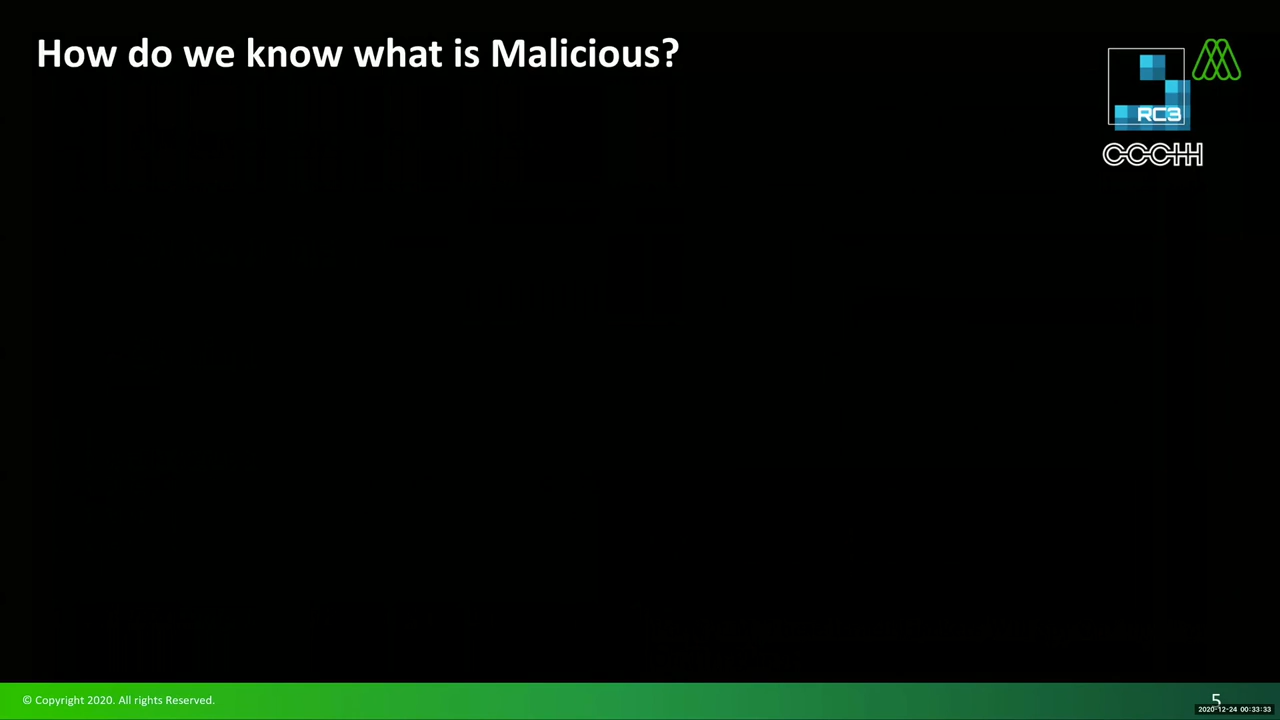 How do we know what is Malicious?
RC3
CCCHH
© Copyright 2020. All rights Reserved.
5
2020-12-24 00:33:33